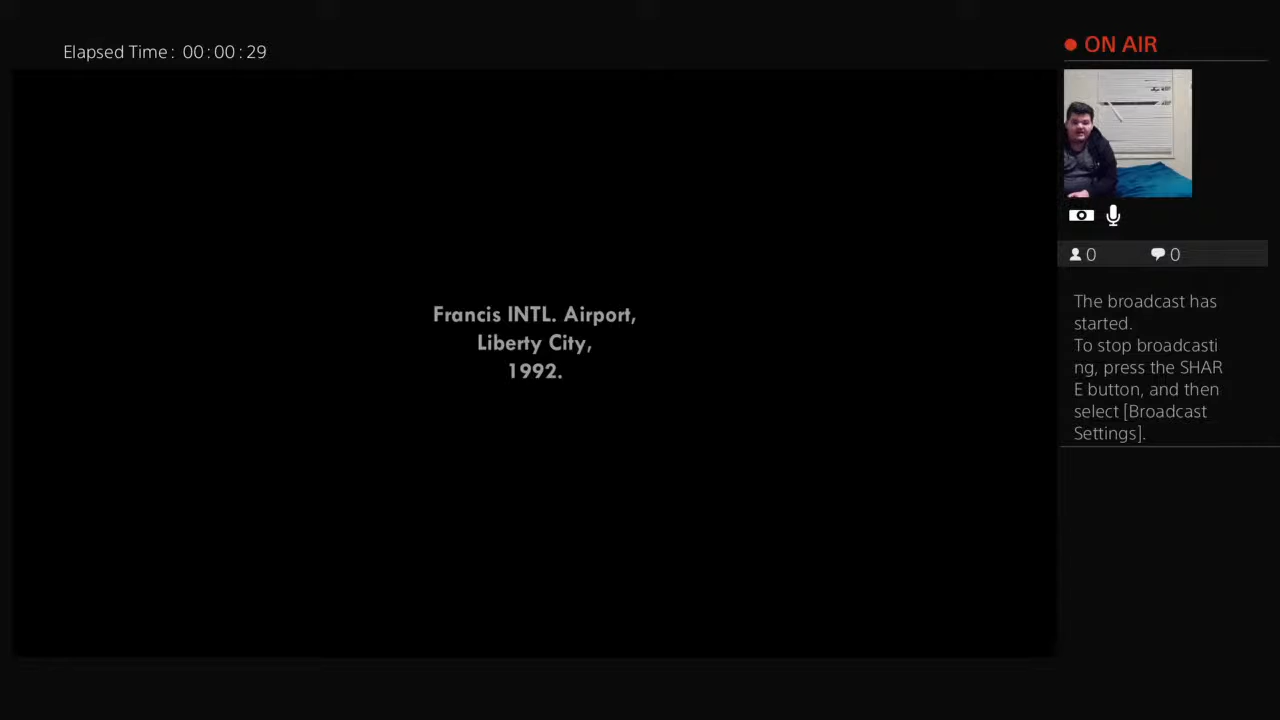 Elapsed Time: 00:00:29
ON AIR
0 0
Francis INTL. Airport,
Liberty City,
1992.
The broadcast has
started.
To stop broadcasti
ng, press the SHAR
E button, and then
select [Broadcast
Settings].